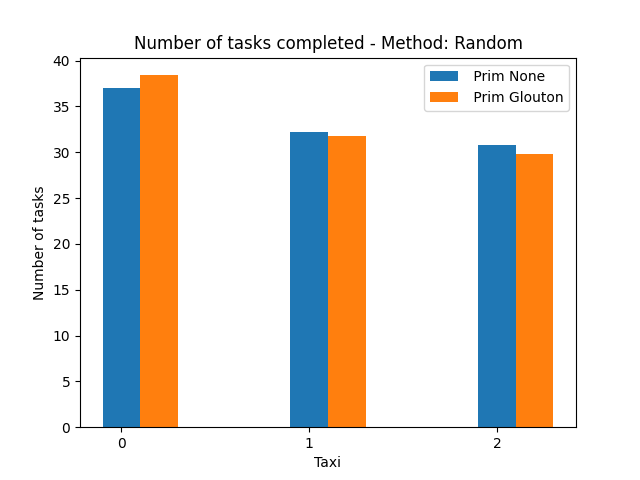 Number of tasks completed - Method: Random
Prim None
Prim Glouton
40
35
30
25
20
15
10
5
0
Number of tasks
0 1 2
Taxi